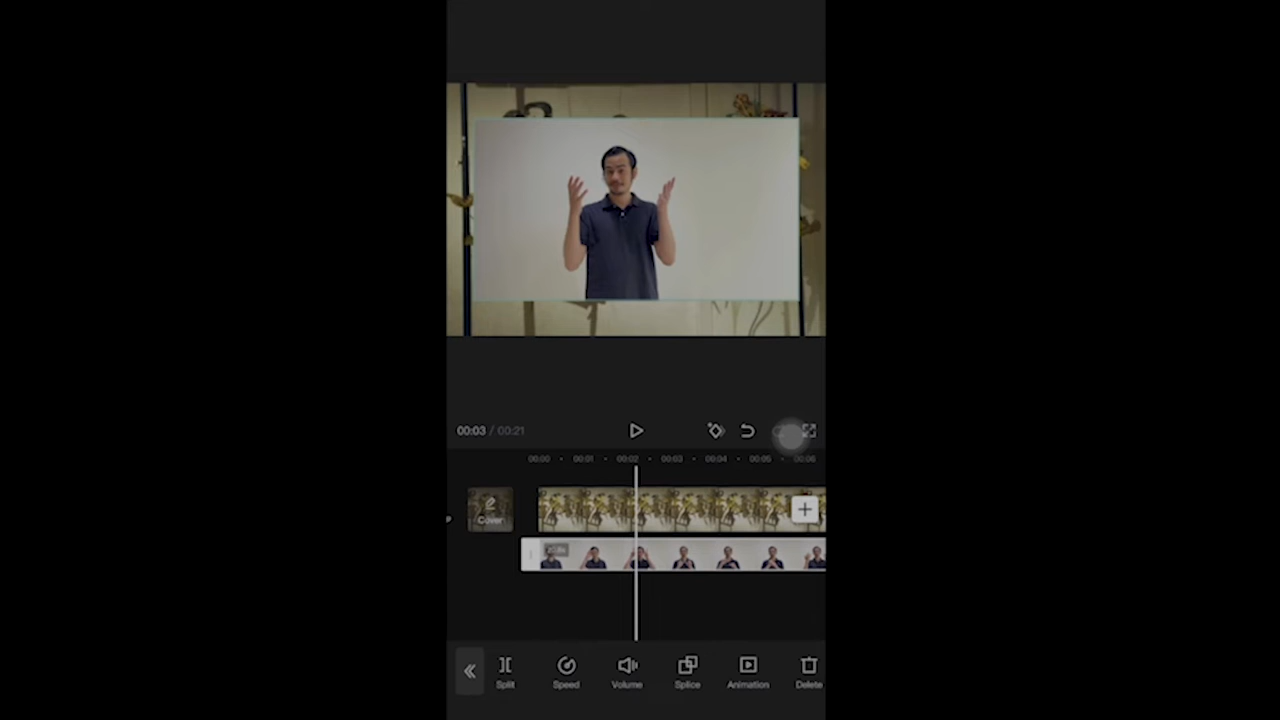 00:03 / 00:21
00:00 00:01 00:02 00:03 00:04 00:05 00:06
Cover
Split Speed Volume Splice Animation Delete